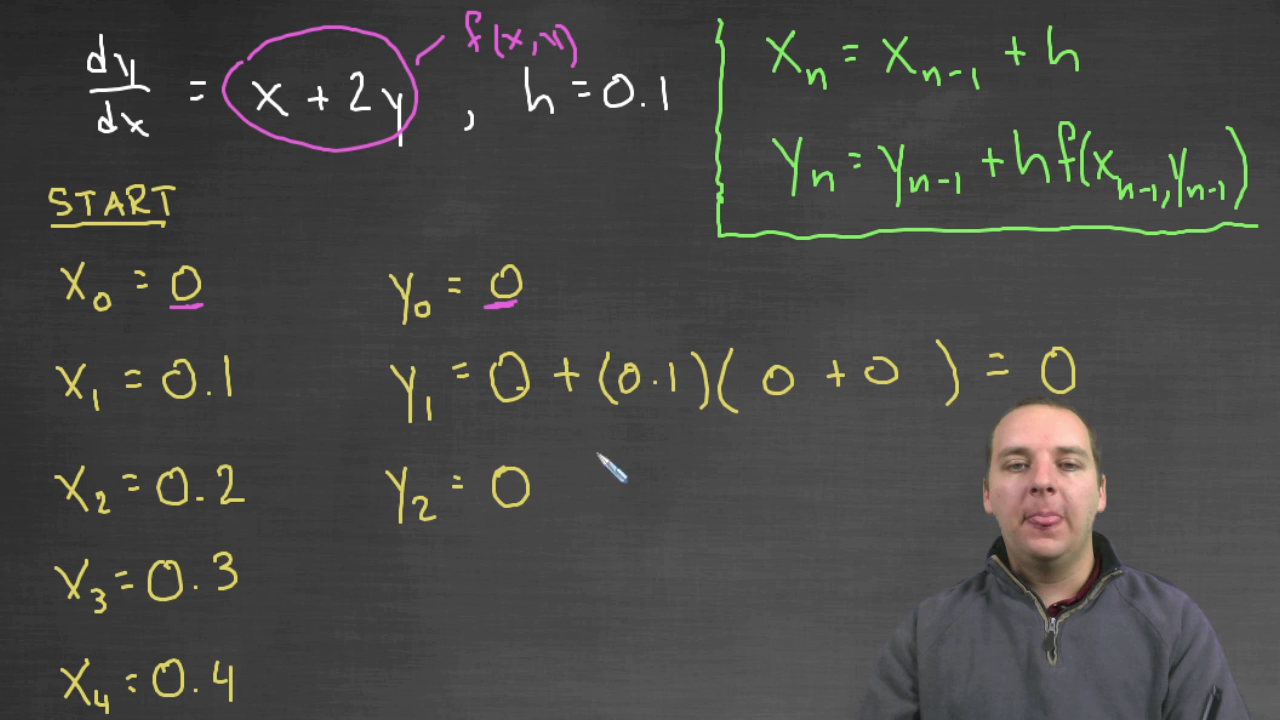 dy/dx = x + 2y , h = 0.1
f(x,y)
Xn = Xn-1 + h
Yn = Yn-1 + hf(Xn-1, Yn-1)
START
X0 = 0 Y0 = 0
X1 = 0.1 Y1 = 0 + (0.1)( 0 + 0 ) = 0
X2 = 0.2 Y2 = 0
X3 = 0.3
X4 = 0.4